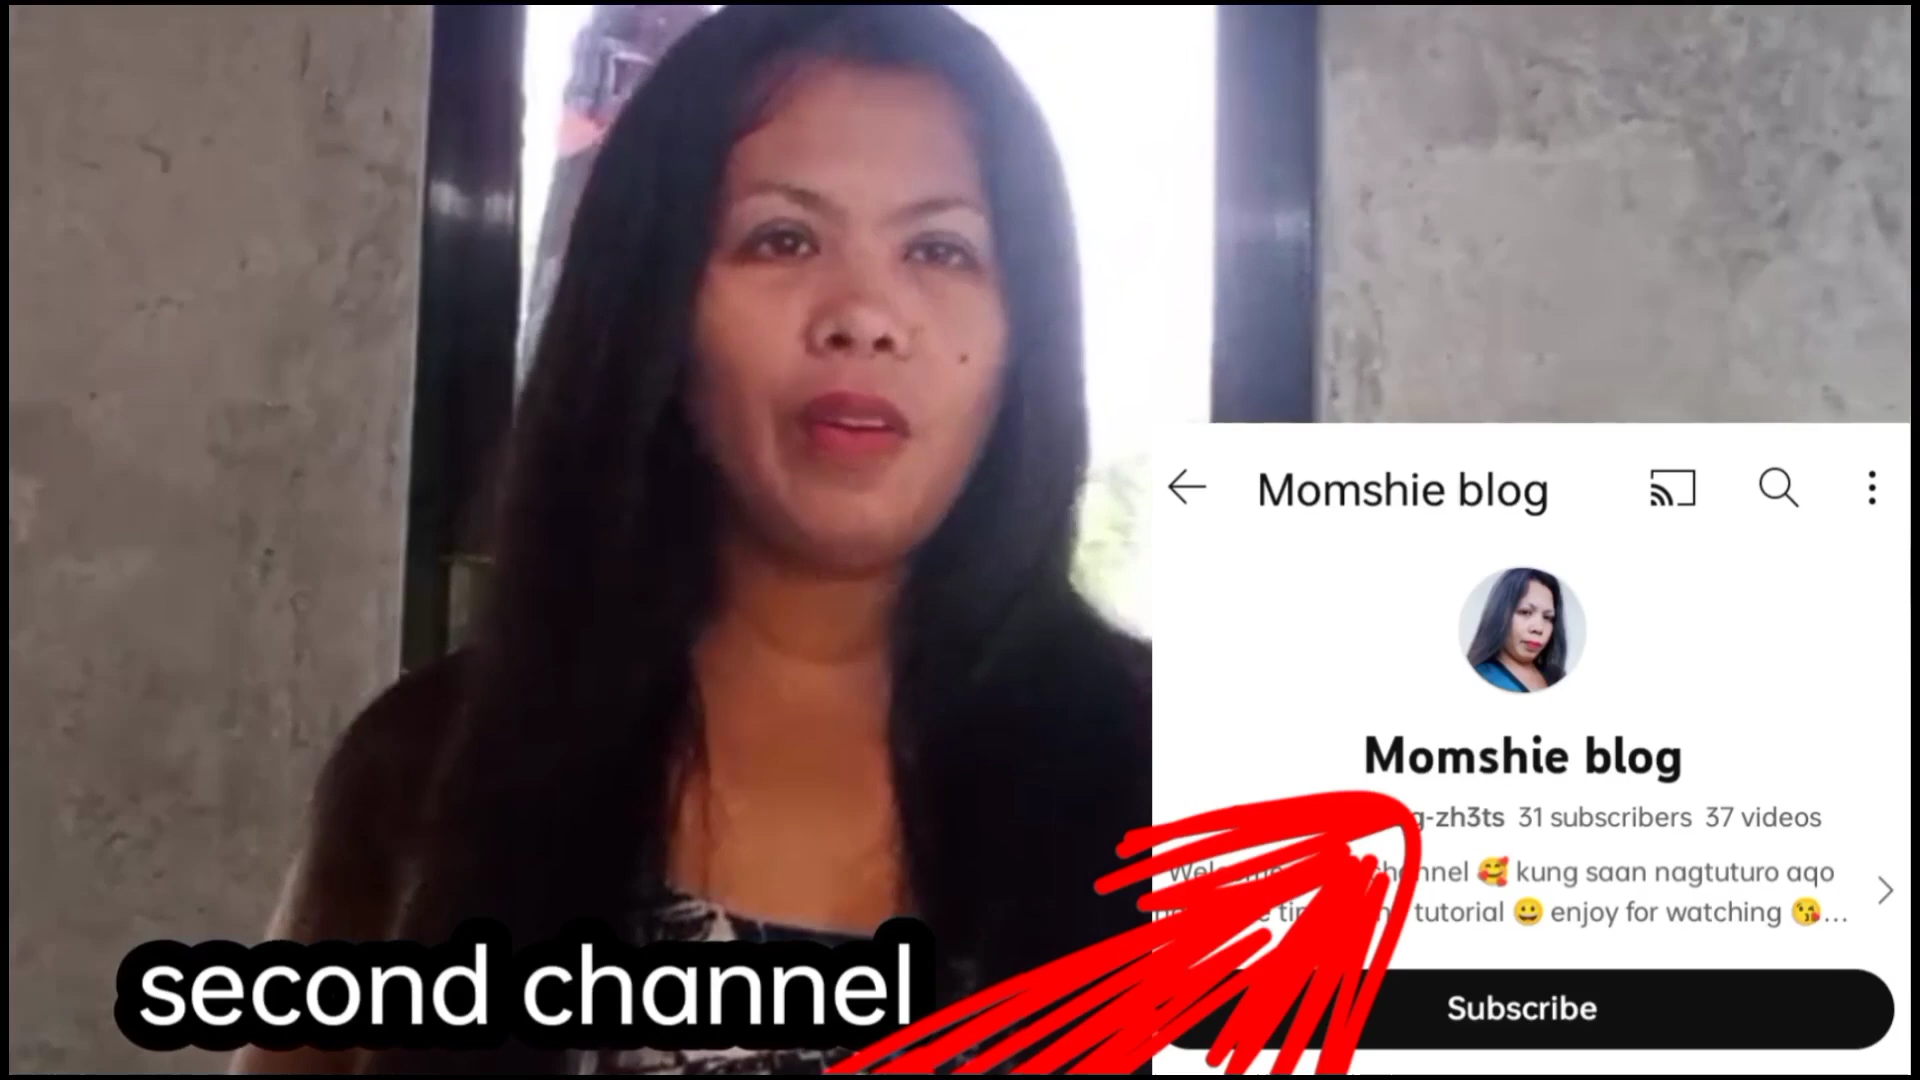 Momshie blog
Momshie blog
g-zh3ts 31 subscribers 37 videos
🥰 kung saan nagtuturo aqo
tutorial 😀 enjoy for watching 😘...
Subscribe
second channel